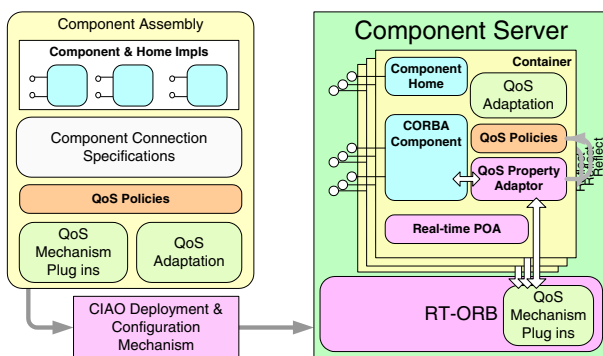 Component Assembly
Component & Home Impls
Component Connection
Specifications
QoS Policies
QoS
Mechanism
Plug ins
QoS
Adaptation
CIAO Deployment &
Configuration
Mechanism
Component Server
Container
Component
Home
QoS
Adaptation
CORBA
Component
QoS Policies
QoS Property
Adaptor
Reflect
Reflect
Reflect
Real-time POA
RT-ORB
QoS
Mechanism
Plug ins